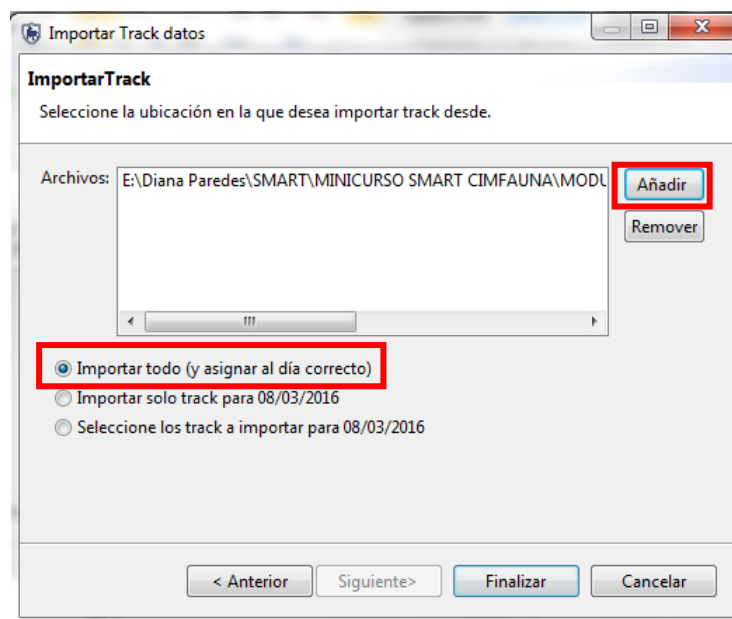 Importar Track datos
ImportarTrack
Seleccione la ubicación en la que desea importar track desde.
Archivos: E:\Diana Paredes\SMART\MINICURSO SMART CIMFAUNA\MODU Añadir
Remover
Importar todo (y asignar al día correcto)
Importar solo track para 08/03/2016
Seleccione los track a importar para 08/03/2016
< Anterior Siguiente> Finalizar Cancelar